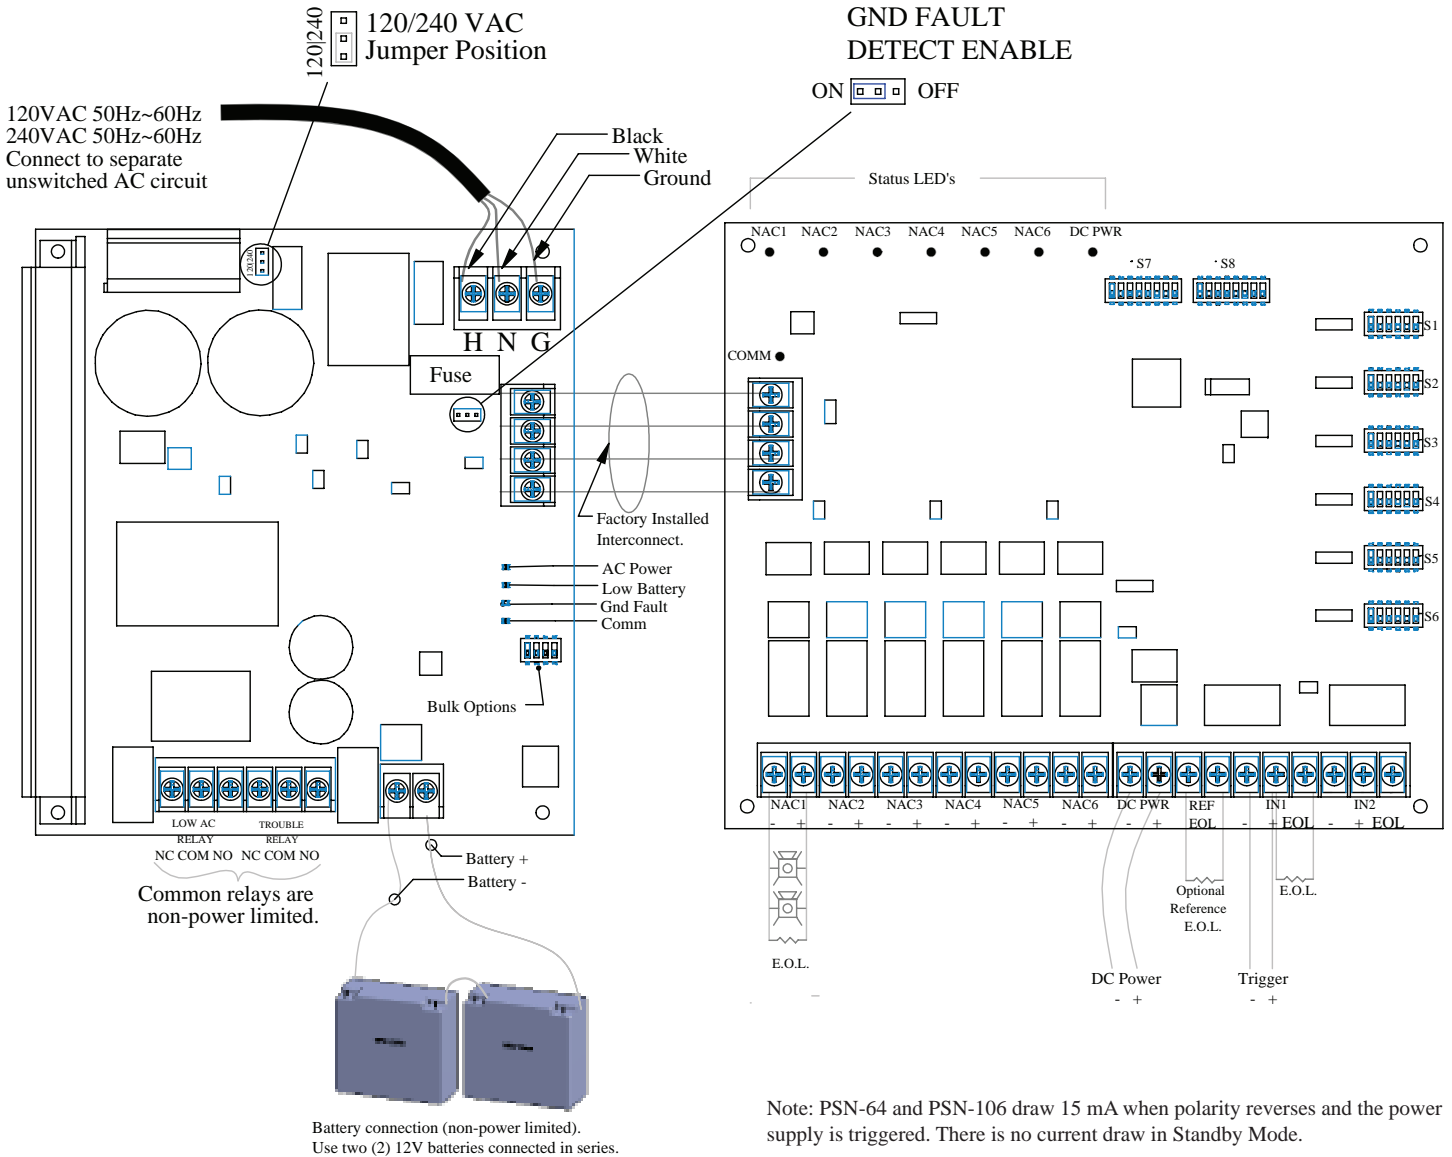 120|240
120/240 VAC
Jumper Position
GND FAULT
DETECT ENABLE
ON OFF
120VAC 50Hz~60Hz
240VAC 50Hz~60Hz
Connect to separate
unswitched AC circuit
Black
White
Ground
Status LED's
NAC1 NAC2 NAC3 NAC4 NAC5 NAC6 DC PWR
S7 S8
120|240
H N G
Fuse
COMM
S1
S2
S3
S4
S5
S6
Factory Installed
Interconnect.
AC Power
Low Battery
Gnd Fault
Comm
Bulk Options
LOW AC
RELAY
NC COM NO
TROUBLE
RELAY
NC COM NO
Common relays are
non-power limited.
Battery +
Battery -
NAC1 NAC2 NAC3 NAC4 NAC5 NAC6 DC PWR REF IN1 IN2
- + - + - + - + - + - + - + EOL - + EOL - + EOL
E.O.L.
Optional
Reference
E.O.L.
E.O.L.
DC Power
- +
Trigger
- +
Battery connection (non-power limited).
Use two (2) 12V batteries connected in series.
Note: PSN-64 and PSN-106 draw 15 mA when polarity reverses and the power
supply is triggered. There is no current draw in Standby Mode.